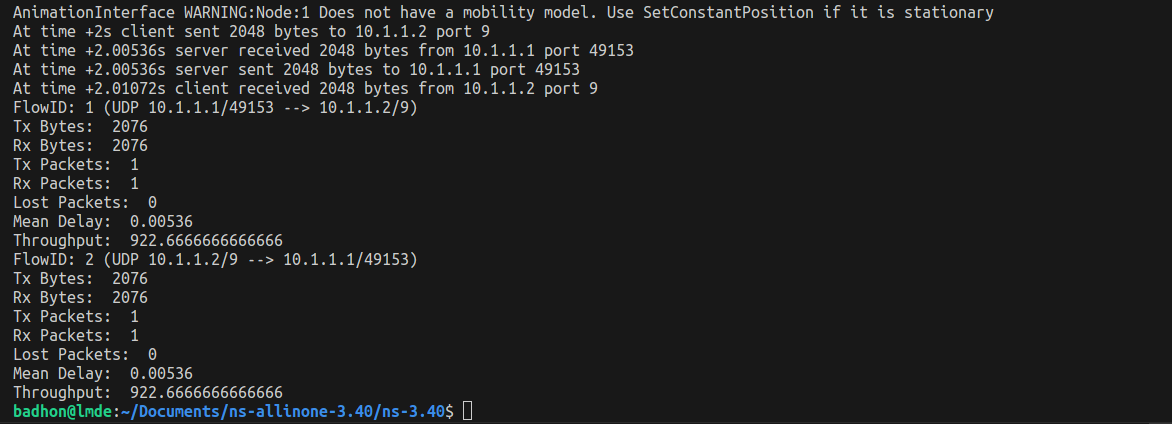 AnimationInterface WARNING:Node:1 Does not have a mobility model. Use SetConstantPosition if it is stationary
At time +2s client sent 2048 bytes to 10.1.1.2 port 9
At time +2.00536s server received 2048 bytes from 10.1.1.1 port 49153
At time +2.00536s server sent 2048 bytes to 10.1.1.1 port 49153
At time +2.01072s client received 2048 bytes from 10.1.1.2 port 9
FlowID: 1 (UDP 10.1.1.1/49153 --> 10.1.1.2/9)
Tx Bytes:  2076
Rx Bytes:  2076
Tx Packets:  1
Rx Packets:  1
Lost Packets:  0
Mean Delay:  0.00536
Throughput:  922.6666666666666
FlowID: 2 (UDP 10.1.1.2/9 --> 10.1.1.1/49153)
Tx Bytes:  2076
Rx Bytes:  2076
Tx Packets:  1
Rx Packets:  1
Lost Packets:  0
Mean Delay:  0.00536
Throughput:  922.6666666666666
badhon@lmde:~/Documents/ns-allinone-3.40/ns-3.40$